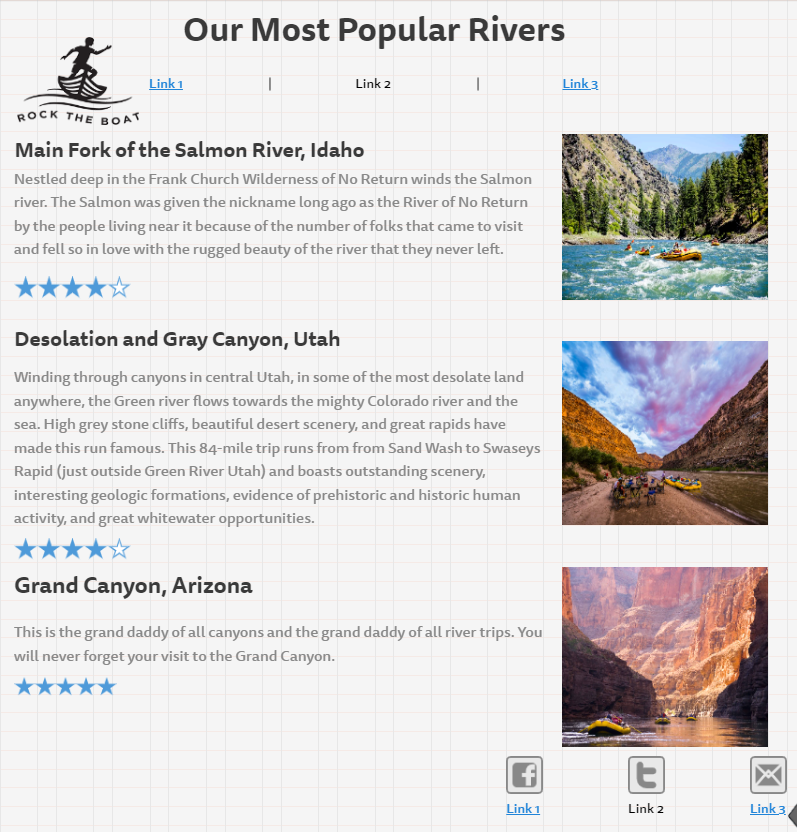 Our Most Popular Rivers
Link 1 | Link 2 | Link 3
ROCK THE BOAT
Main Fork of the Salmon River, Idaho
Nestled deep in the Frank Church Wilderness of No Return winds the Salmon
river. The Salmon was given the nickname long ago as the River of No Return
by the people living near it because of the number of folks that came to visit
and fell so in love with the rugged beauty of the river that they never left.
Desolation and Gray Canyon, Utah
Winding through canyons in central Utah, in some of the most desolate land
anywhere, the Green river flows towards the mighty Colorado river and the
sea. High grey stone cliffs, beautiful desert scenery, and great rapids have
made this run famous. This 84-mile trip runs from from Sand Wash to Swaseys
Rapid (just outside Green River Utah) and boasts outstanding scenery,
interesting geologic formations, evidence of prehistoric and historic human
activity, and great whitewater opportunities.
Grand Canyon, Arizona
This is the grand daddy of all canyons and the grand daddy of all river trips. You
will never forget your visit to the Grand Canyon.
f t
Link 1 Link 2 Link 3